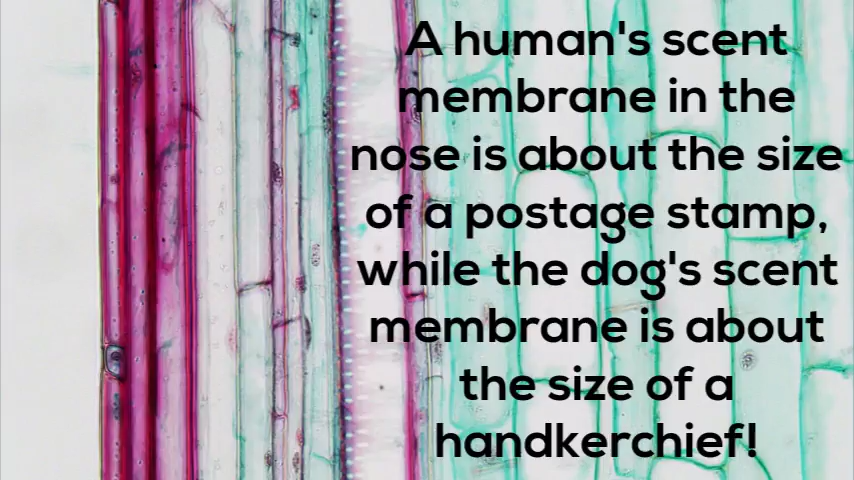 A human's scent
membrane in the
nose is about the size
of a postage stamp,
while the dog's scent
membrane is about
the size of a
handkerchief!